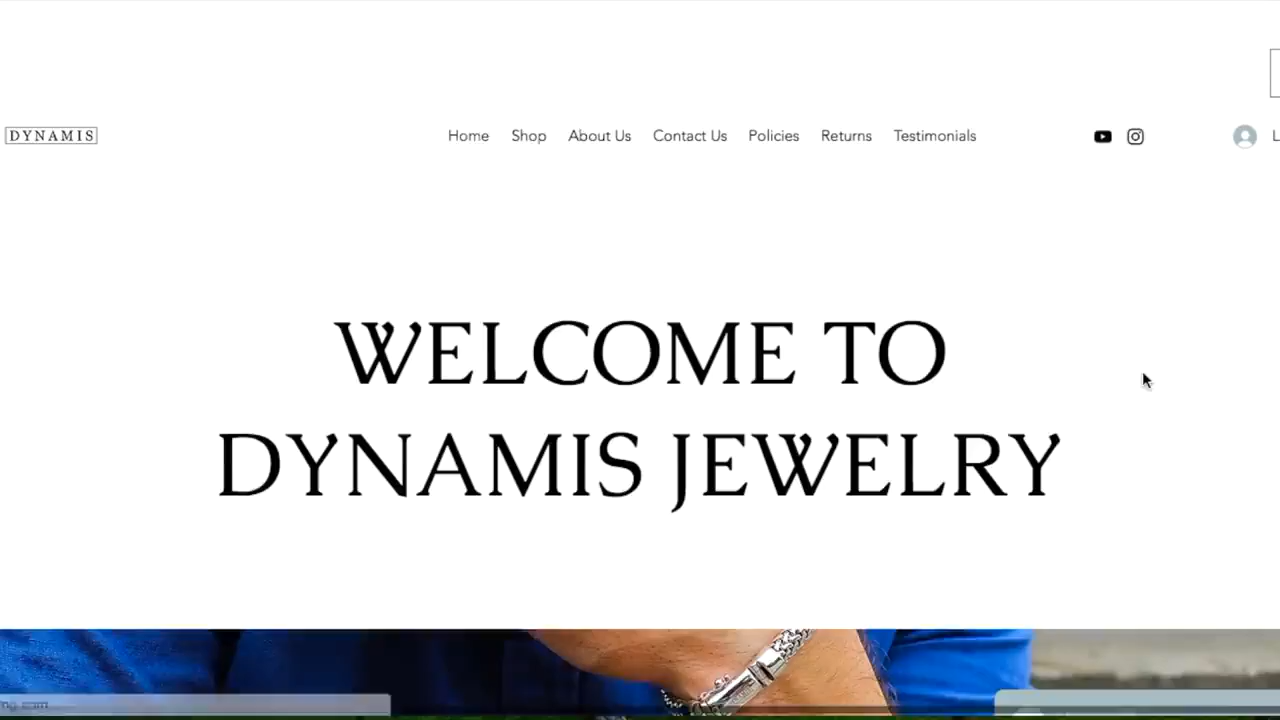 DYNAMIS
Home Shop About Us Contact Us Policies Returns Testimonials
WELCOME TO
DYNAMIS JEWELRY